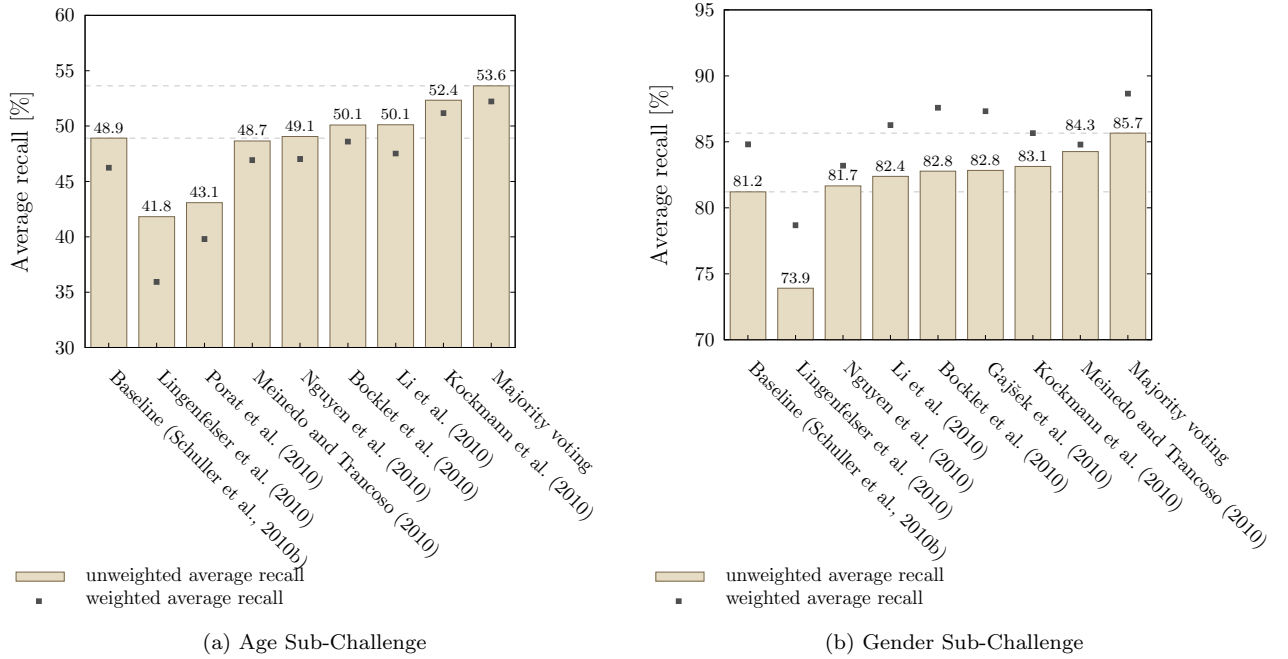 60
55
50
45
40
35
30
Average recall [%]
48.9
41.8
43.1
48.7
49.1
50.1
50.1
52.4
53.6
Baseline (Schuller et al., 2010b)
Lingenfelser et al. (2010)
Porat et al. (2010)
Meinedo and Trancoso (2010)
Nguyen et al. (2010)
Bocklet et al. (2010)
Li et al. (2010)
Kockmann et al. (2010)
Majority voting
unweighted average recall
weighted average recall
(a) Age Sub-Challenge
95
90
85
80
75
70
Average recall [%]
81.2
73.9
81.7
82.4
82.8
82.8
83.1
84.3
85.7
Baseline (Schuller et al., 2010b)
Lingenfelser et al. (2010)
Nguyen et al. (2010)
Li et al. (2010)
Bocklet et al. (2010)
Gajšek et al. (2010)
Kockmann et al. (2010)
Meinedo and Trancoso (2010)
Majority voting
unweighted average recall
weighted average recall
(b) Gender Sub-Challenge